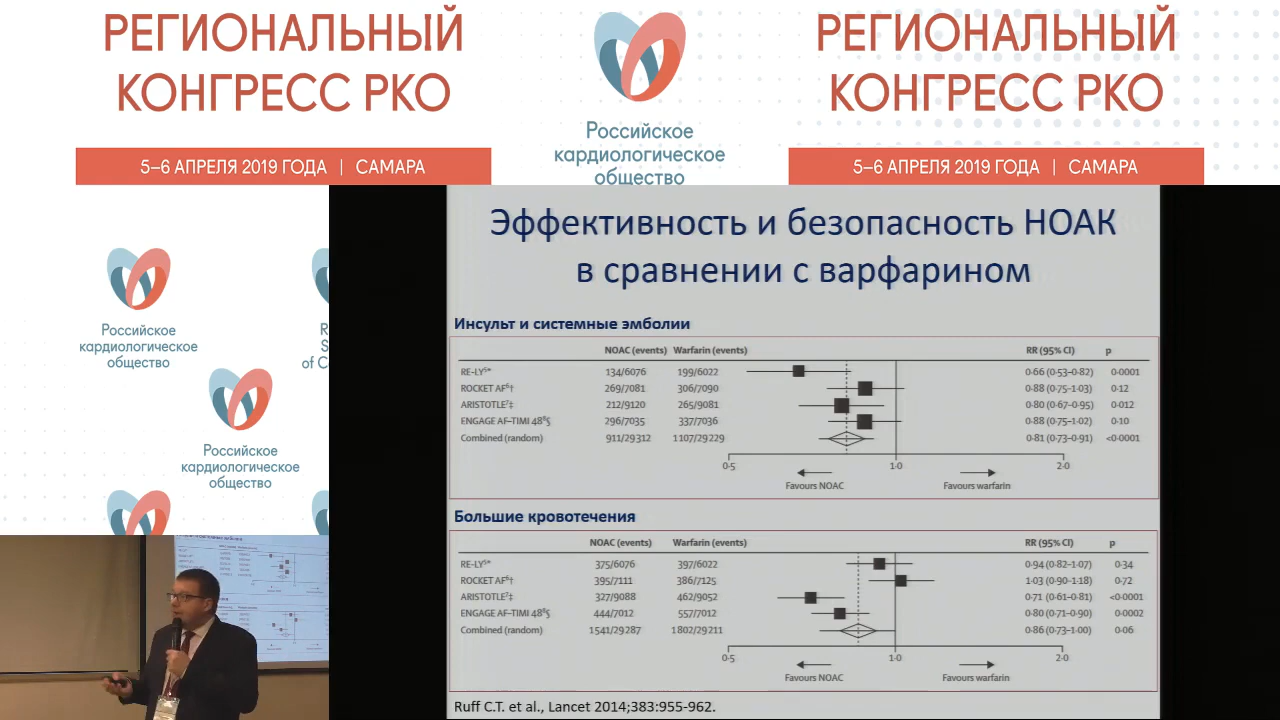 РЕГИОНАЛЬНЫЙ
КОНГРЕСС РКО
5–6 АПРЕЛЯ 2019 ГОДА | САМАРА
Российское
кардиологическое
общество
РЕГИОНАЛЬНЫЙ
КОНГРЕСС РКО
5–6 АПРЕЛЯ 2019 ГОДА | САМАРА
Российское
кардиологическое
общество
R
S
of C
Российское
кардиологическое
общество
Эффективность и безопасность НОАК
в сравнении с варфарином
Инсульт и системные эмболии
NOAC (events) Warfarin (events) RR (95% CI) p
RE-LY⁵* 134/6076 199/6022 0·66 (0·53–0·82) 0·0001
ROCKET AF⁶† 269/7081 306/7090 0·88 (0·75–1·03) 0·12
ARISTOTLE⁷‡ 212/9120 265/9081 0·80 (0·67–0·95) 0·012
ENGAGE AF–TIMI 48⁸§ 296/7035 337/7036 0·88 (0·75–1·02) 0·10
Combined (random) 911/29312 1107/29229 0·81 (0·73–0·91) <0·0001
0·5 1·0 2·0
Favours NOAC Favours warfarin
Большие кровотечения
NOAC (events) Warfarin (events) RR (95% CI) p
RE-LY⁵* 375/6076 397/6022 0·94 (0·82–1·07) 0·34
ROCKET AF⁶† 395/7111 386/7125 1·03 (0·90–1·18) 0·72
ARISTOTLE⁷‡ 327/9088 462/9052 0·71 (0·61–0·81) <0·0001
ENGAGE AF–TIMI 48⁸§ 444/7012 557/7012 0·80 (0·71–0·90) 0·0002
Combined (random) 1541/29287 1802/29211 0·86 (0·73–1·00) 0·06
0·5 1·0 2·0
Favours NOAC Favours warfarin
Ruff C.T. et al., Lancet 2014;383:955-962.